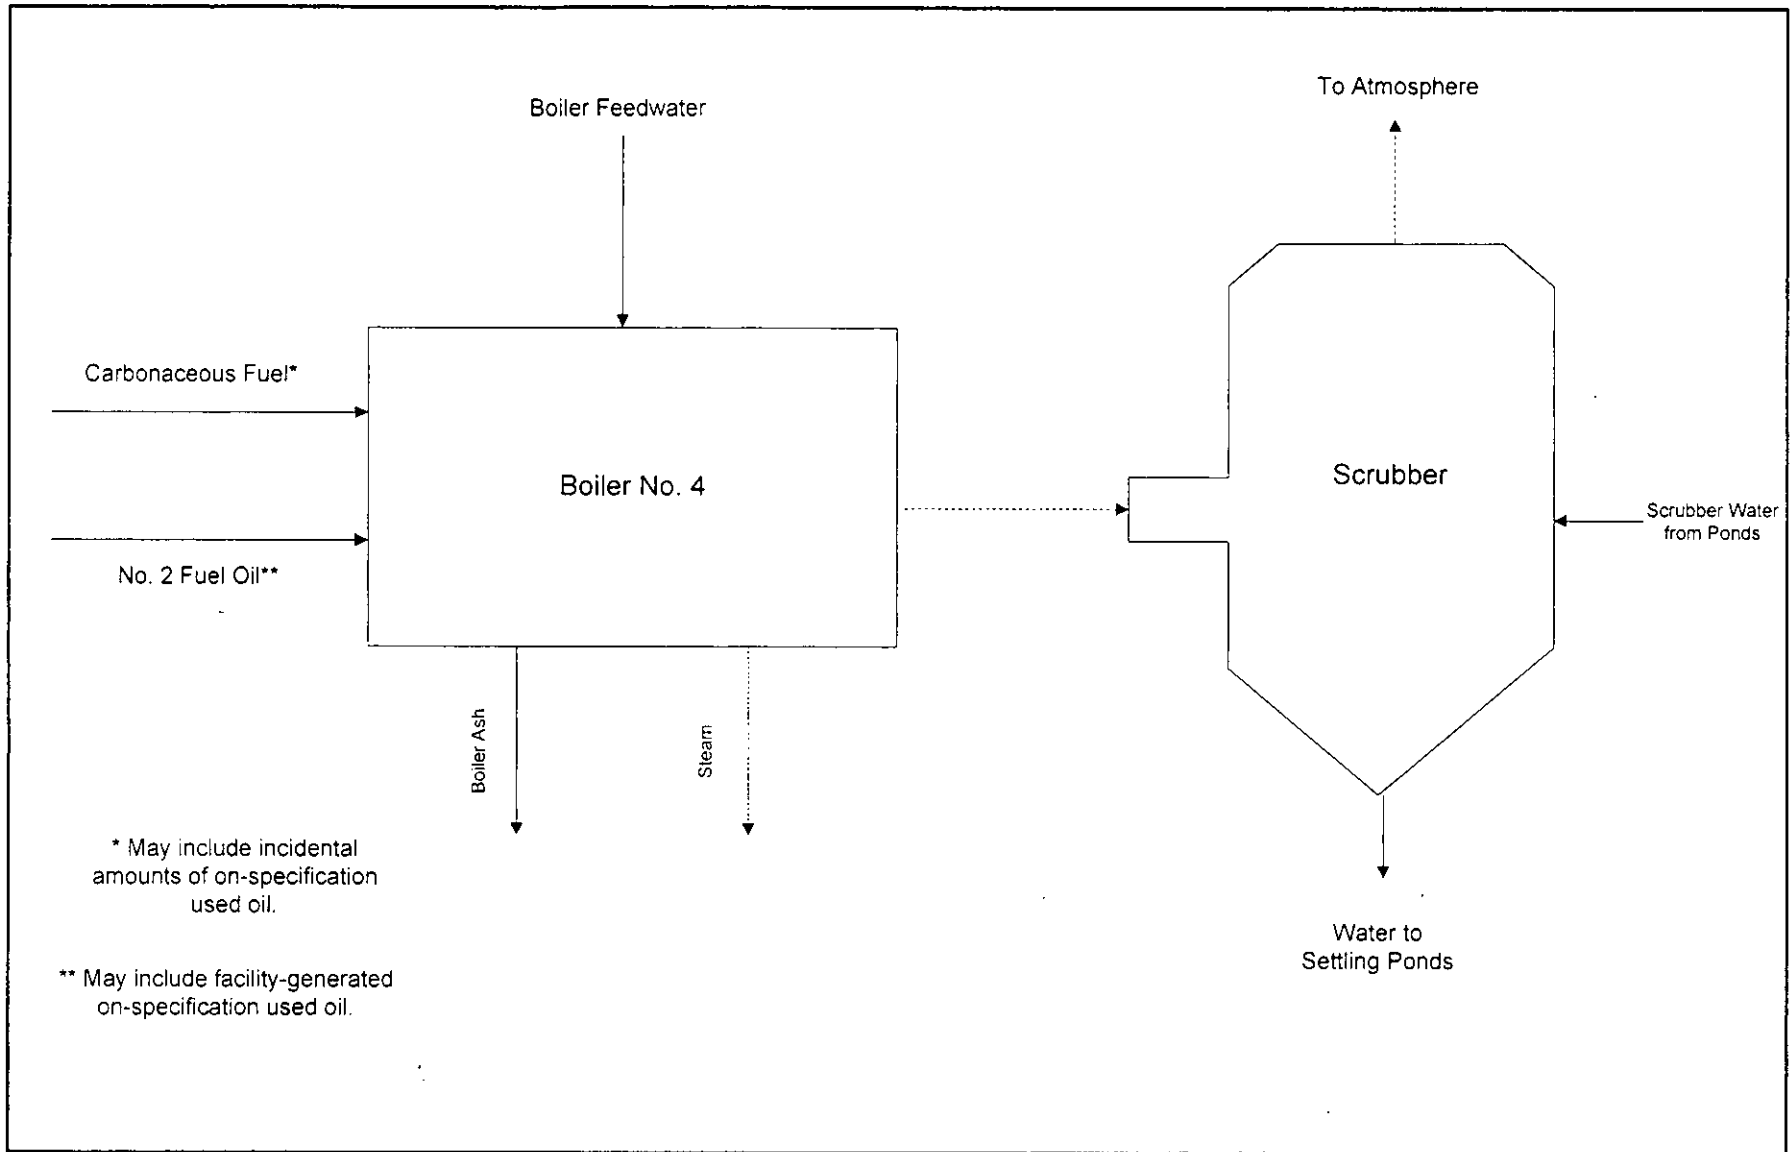 To Atmosphere
Boiler Feedwater
Carbonaceous Fuel*
Boiler No. 4
Scrubber
Scrubber Water
from Ponds
No. 2 Fuel Oil**
Boiler Ash
Steam
* May include incidental
amounts of on-specification
used oil.
Water to
Settling Ponds
** May include facility-generated
on-specification used oil.